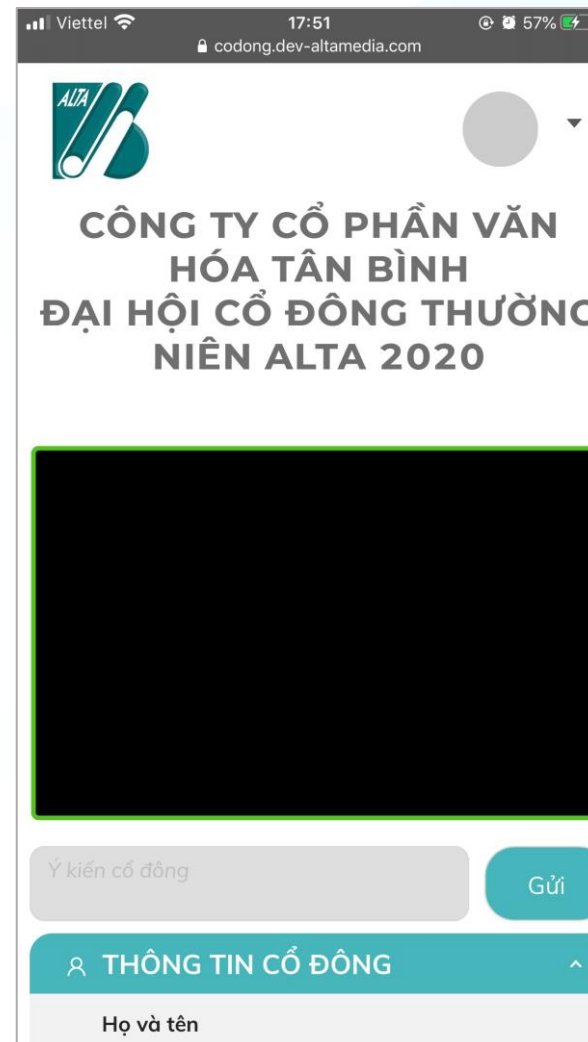 Viettel 17:51 57%
codong.dev-altamedia.com
ALTA
CÔNG TY CỔ PHẦN VĂN
HÓA TÂN BÌNH
ĐẠI HỘI CỔ ĐÔNG THƯỜNG
NIÊN ALTA 2020
Ý kiến cổ đông
Gửi
THÔNG TIN CỔ ĐÔNG
Họ và tên